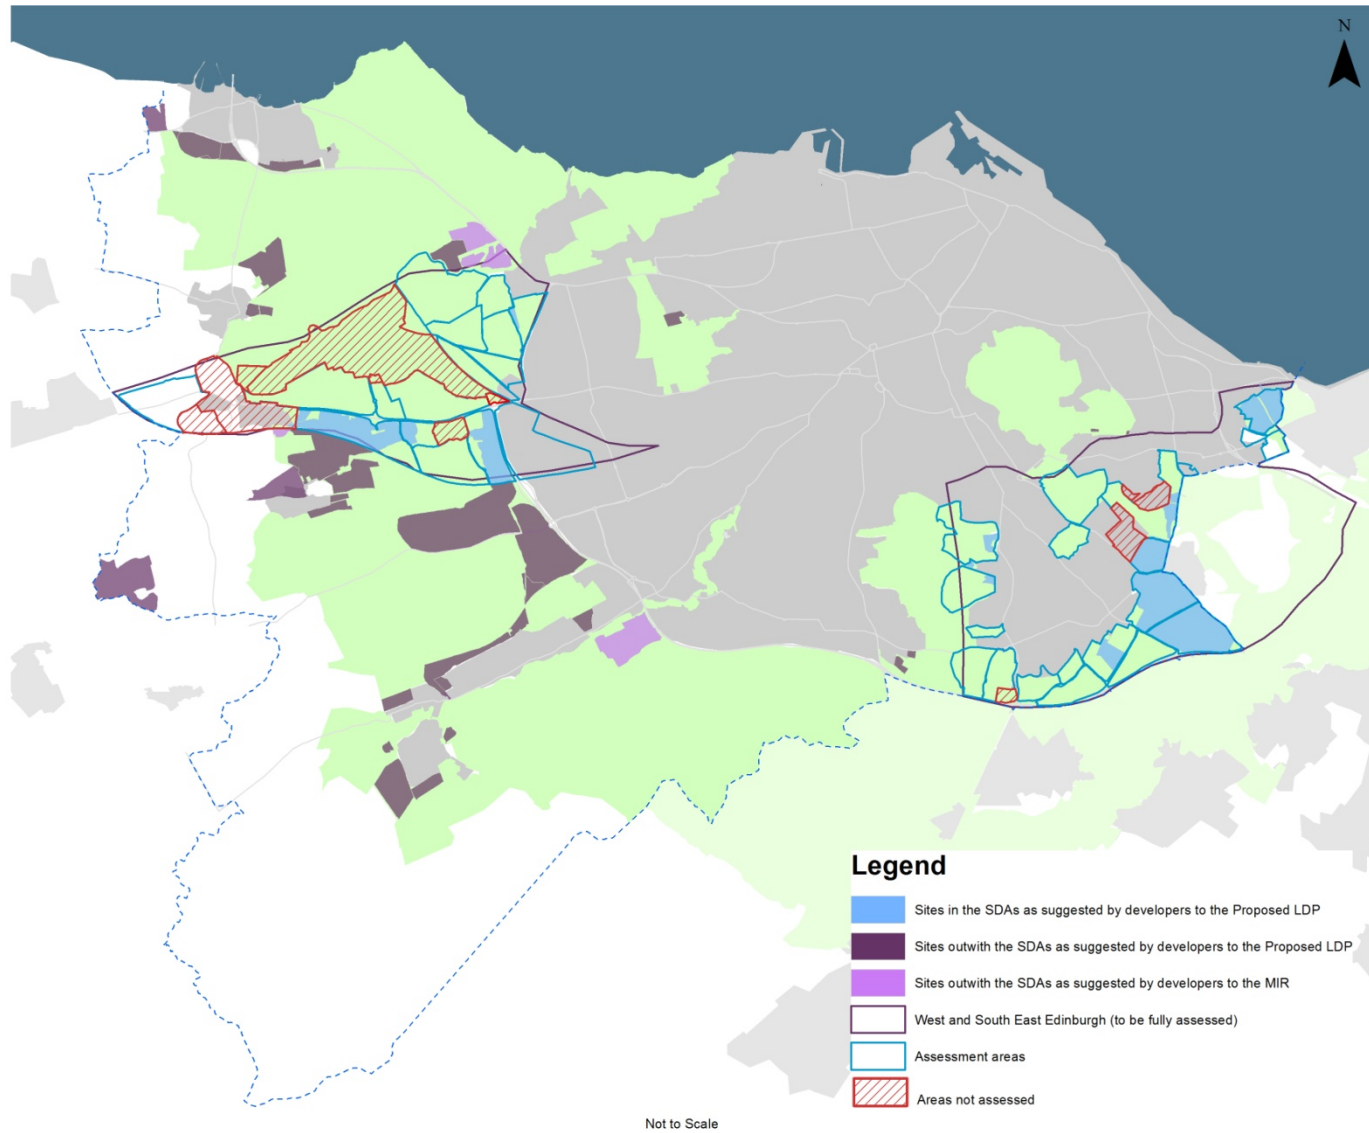 N
Legend
Sites in the SDAs as suggested by developers to the Proposed LDP
Sites outwith the SDAs as suggested by developers to the Proposed LDP
Sites outwith the SDAs as suggested by developers to the MIR
West and South East Edinburgh (to be fully assessed)
Assessment areas
Areas not assessed
Not to Scale